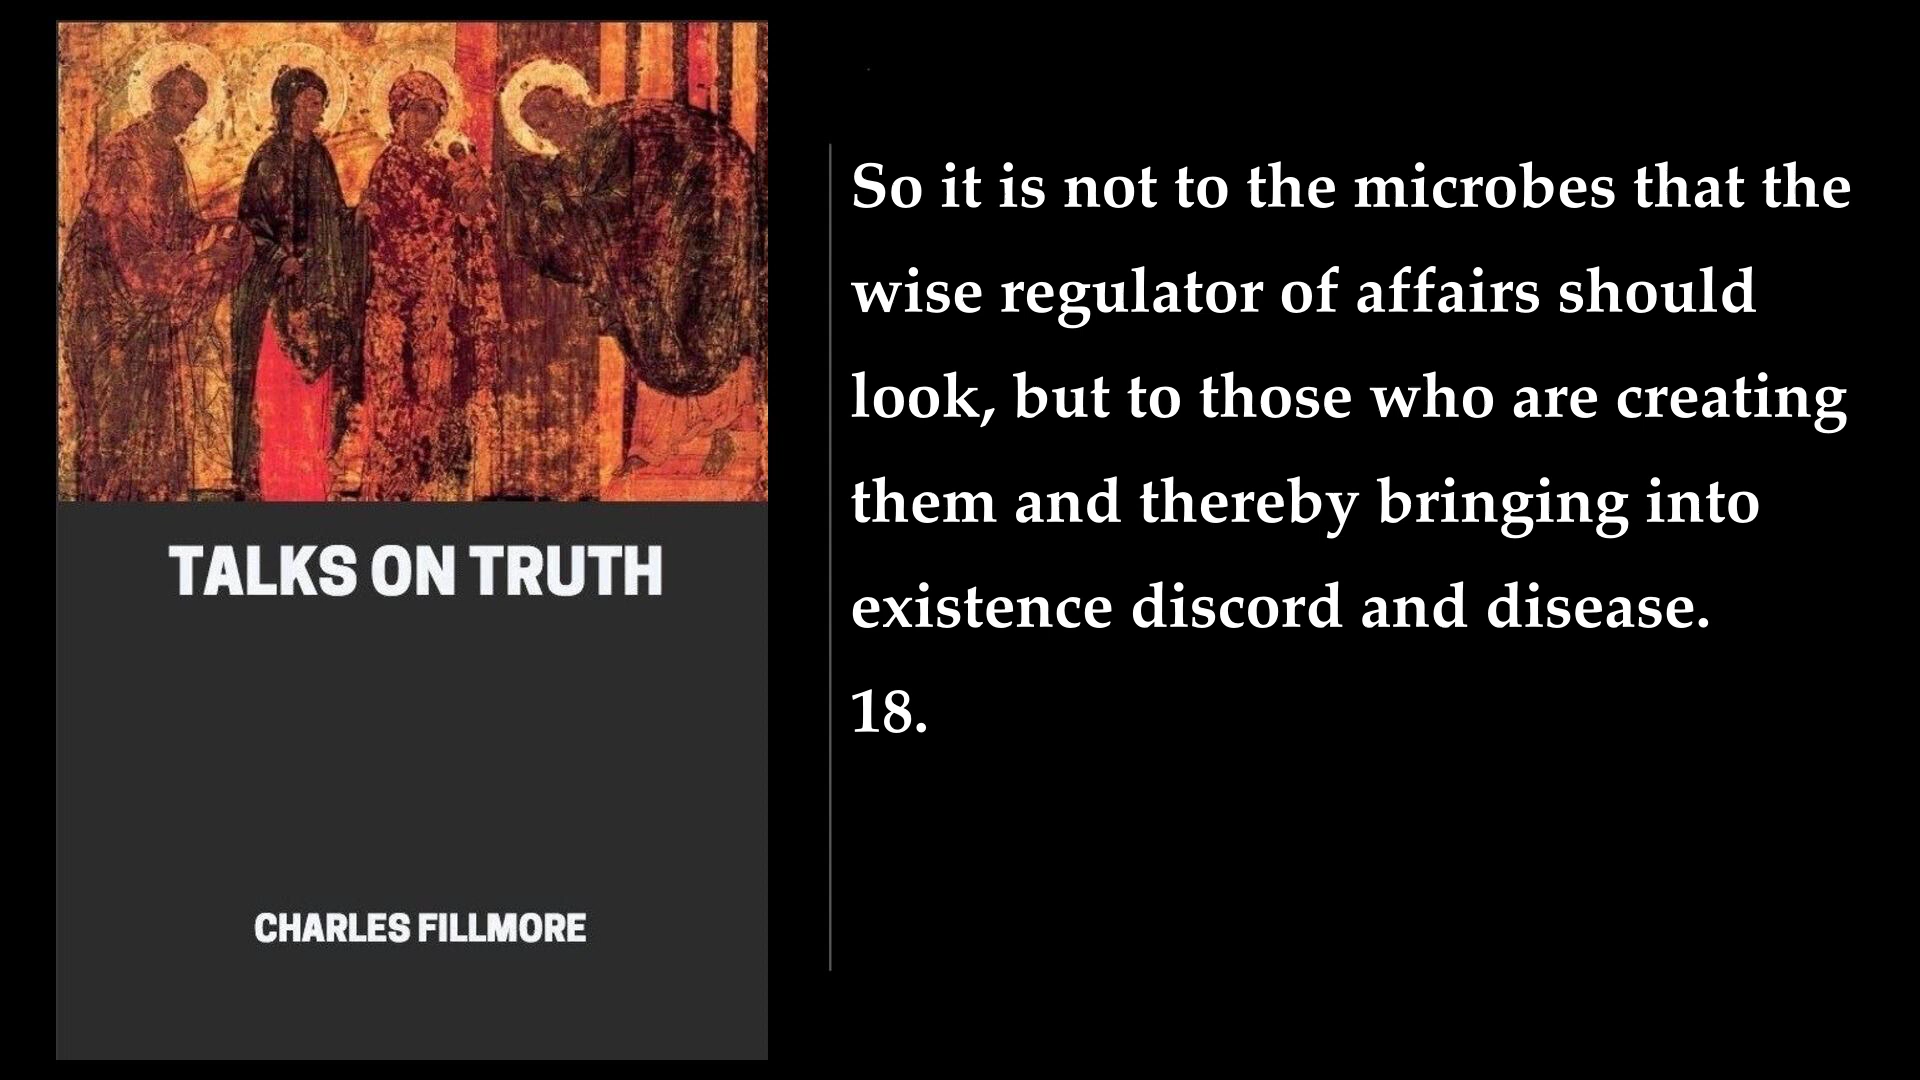 TALKS ON TRUTH
CHARLES FILLMORE
So it is not to the microbes that the
wise regulator of affairs should
look, but to those who are creating
them and thereby bringing into
existence discord and disease.
18.